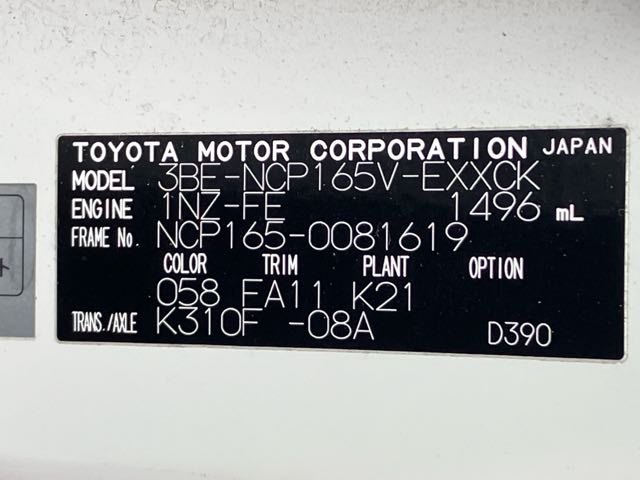 TOYOTA MOTOR CORPORATION JAPAN
MODEL 3BE-NCP165V-EXXCK
ENGINE 1NZ-FE 1496 mL
FRAME No. NCP165-0081619
COLOR TRIM PLANT OPTION
058 FA11 K21
TRANS./AXLE K310F -08A D390